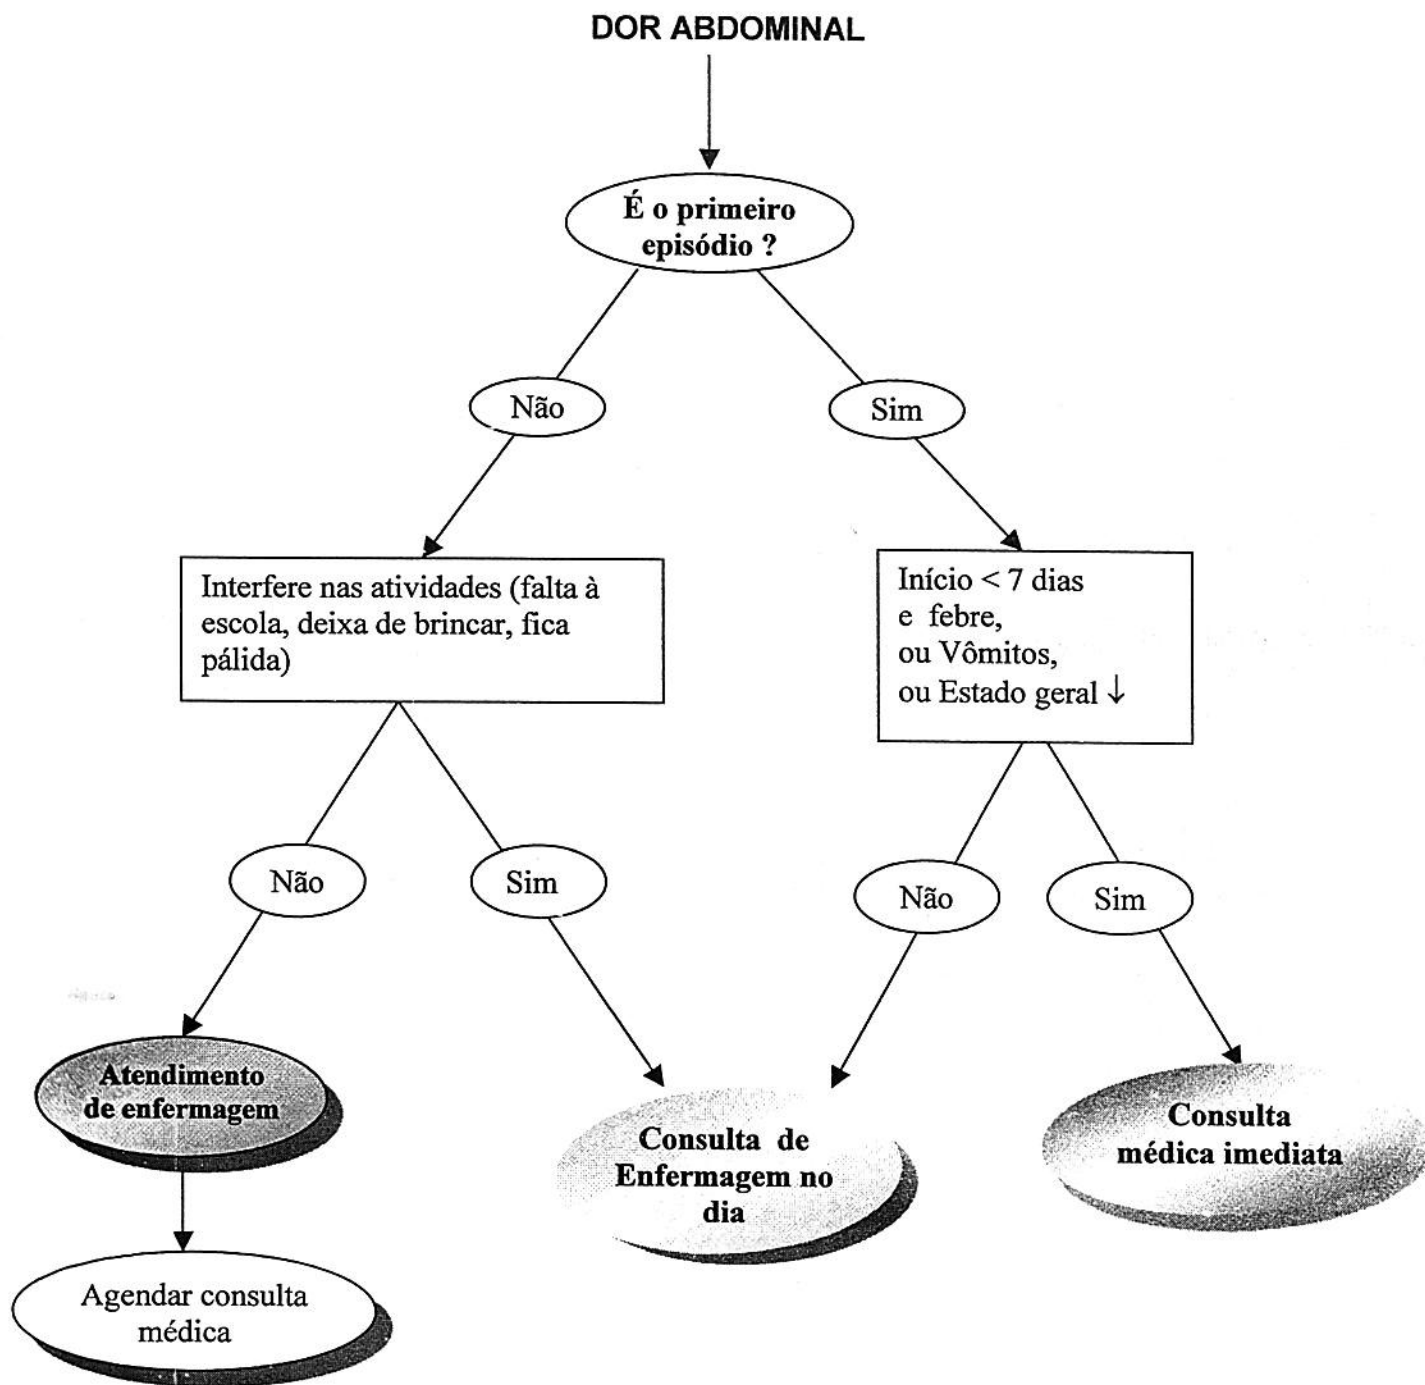 DOR ABDOMINAL
É o primeiro
episódio ?
Não
Sim
Interfere nas atividades (falta à
escola, deixa de brincar, fica
pálida)
Início < 7 dias
e febre,
ou Vômitos,
ou Estado geral ↓
Não
Sim
Não
Sim
Atendimento
de enfermagem
Consulta de
Enfermagem no
dia
Consulta
médica imediata
Agendar consulta
médica